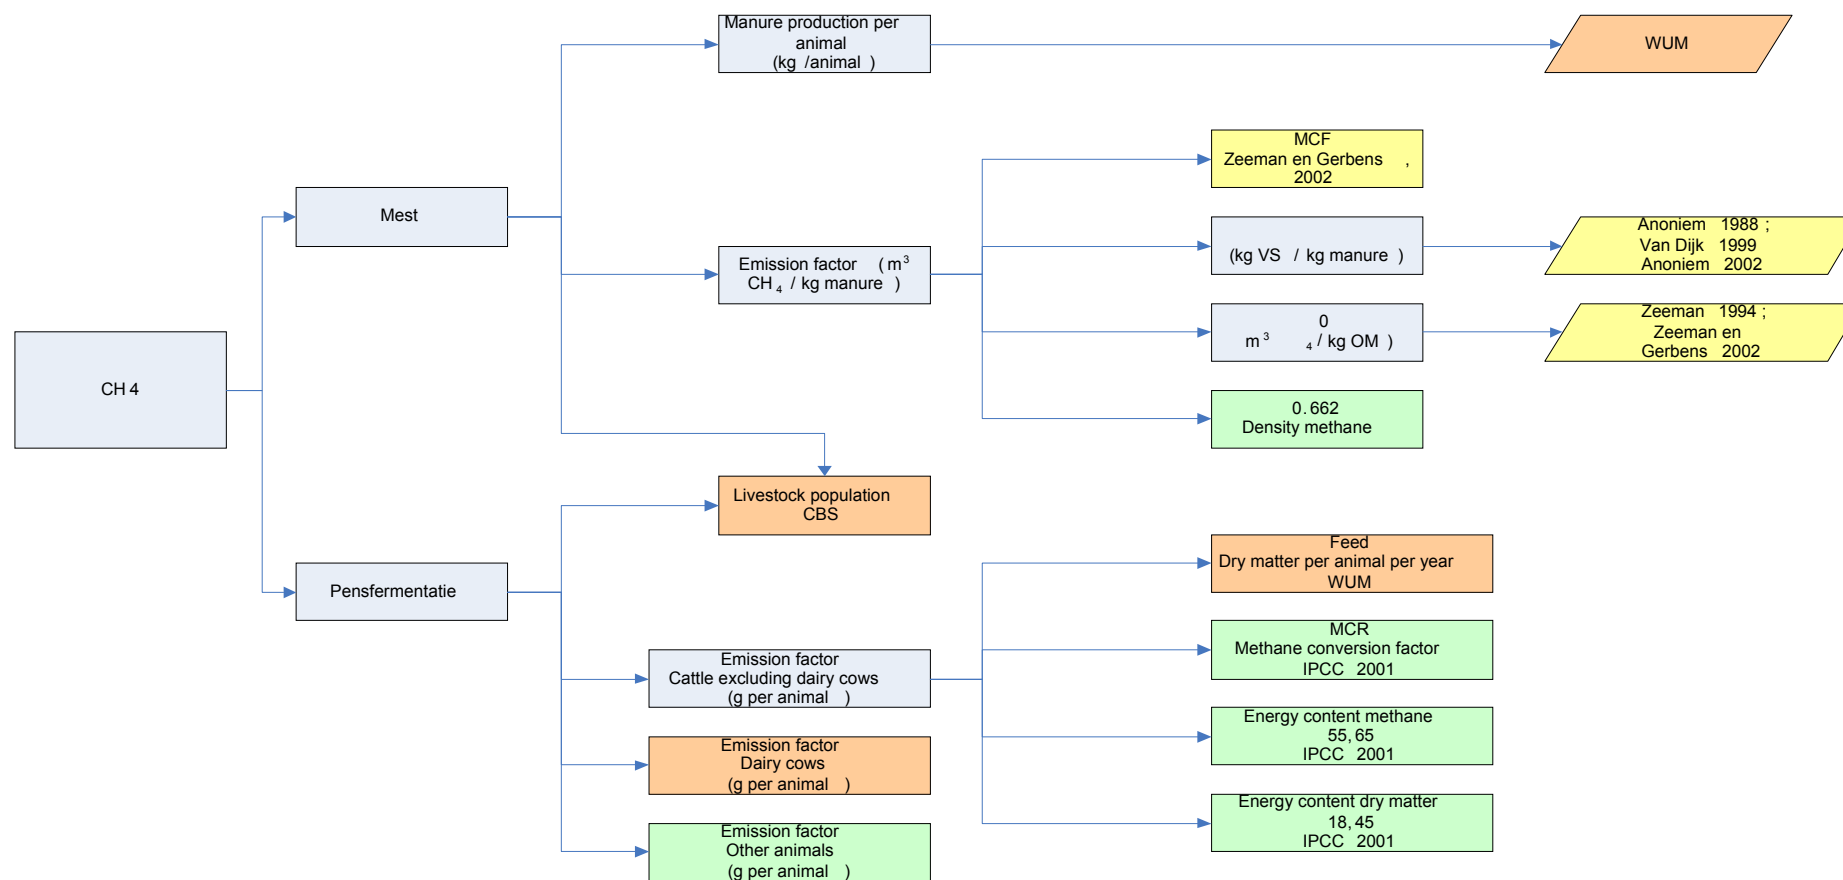 Manure production per
animal
(kg /animal )
WUM
MCF
Zeeman en Gerbens ,
2002
Mest
Emission factor ( m³
CH₄ / kg manure )
(kg VS / kg manure )
Anoniem 1988 ;
Van Dijk 1999
Anoniem 2002
0
m³ ₄ / kg OM )
Zeeman 1994 ;
Zeeman en
Gerbens 2002
CH 4
0.662
Density methane
Livestock population
CBS
Pensfermentatie
Feed
Dry matter per animal per year
WUM
Emission factor
Cattle excluding dairy cows
(g per animal )
MCR
Methane conversion factor
IPCC 2001
Emission factor
Dairy cows
(g per animal )
Energy content methane
55,65
IPCC 2001
Emission factor
Other animals
(g per animal )
Energy content dry matter
18,45
IPCC 2001